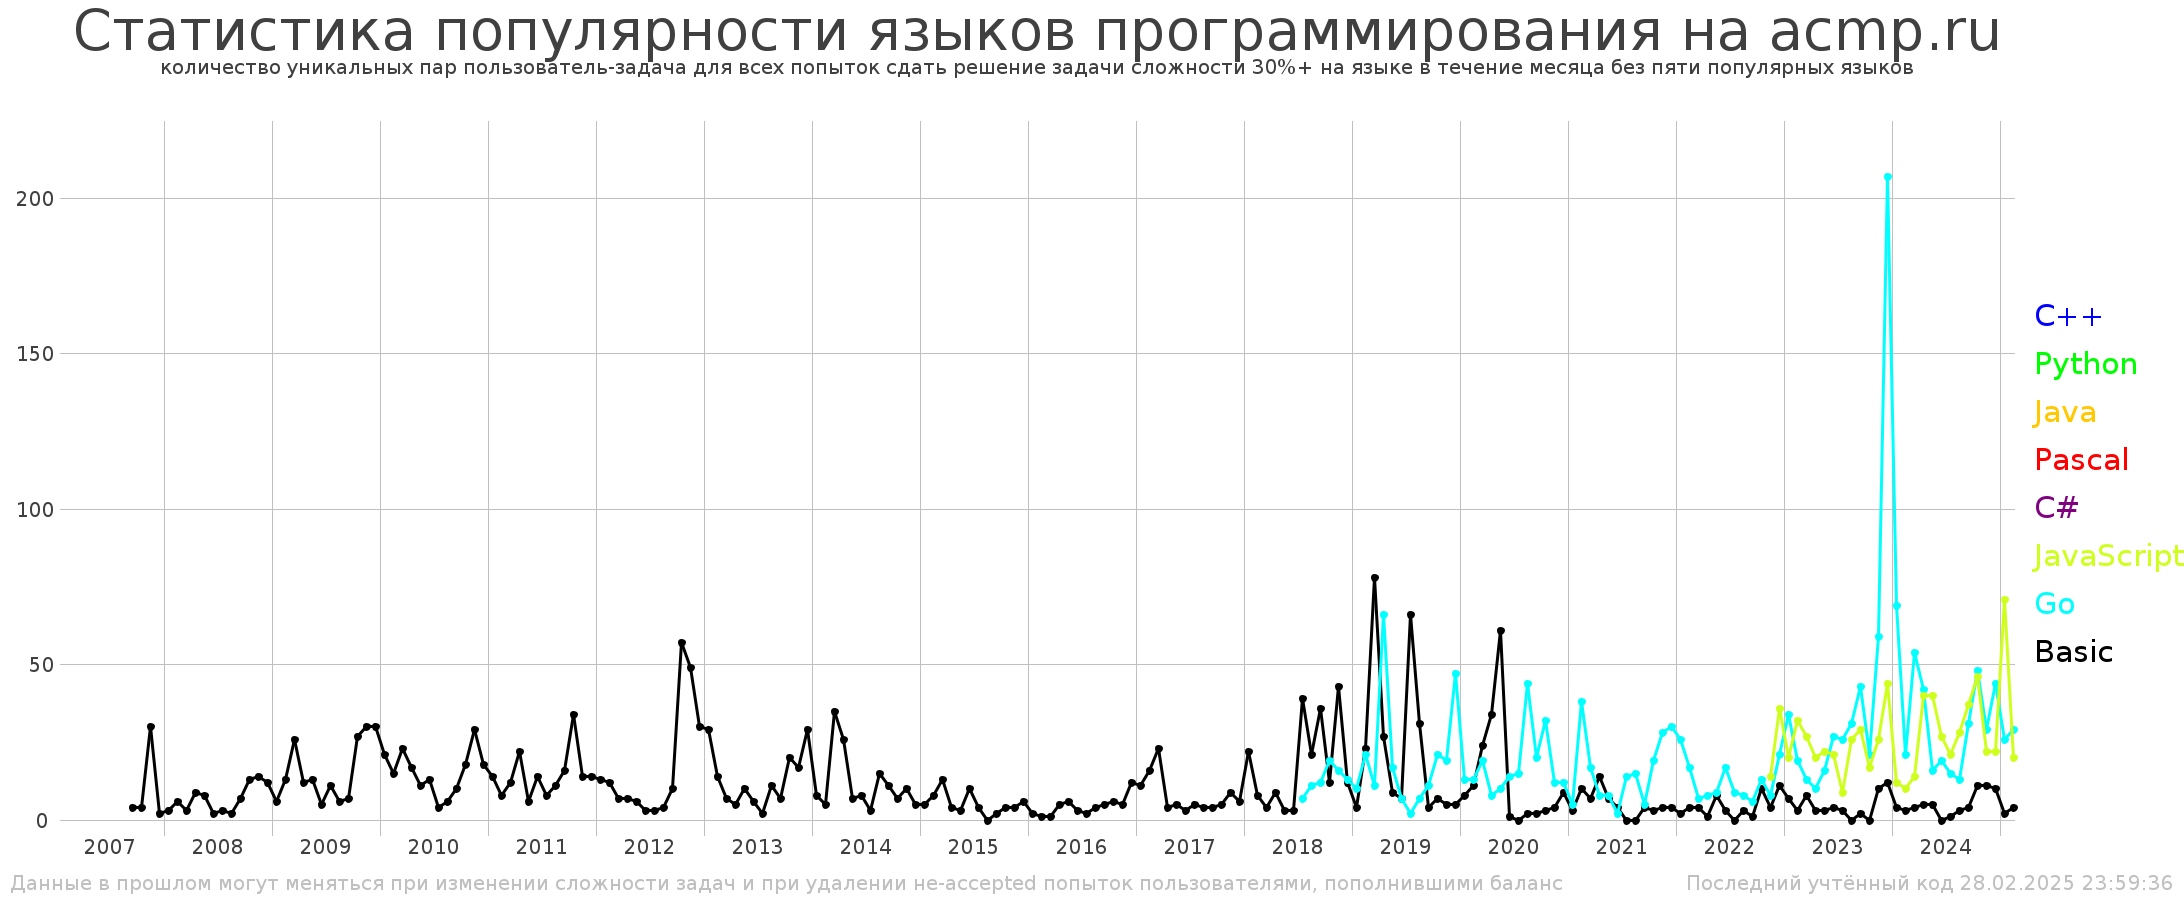 Статистика популярности языков программирования на acmp.ru
количество уникальных пар пользователь-задача для всех попыток сдать решение задачи сложности 30%+ на языке в течение месяца без пяти популярных языков
200
150
100
50
0
C++
Python
Java
Pascal
C#
JavaScript
Go
Basic
2007 2008 2009 2010 2011 2012 2013 2014 2015 2016 2017 2018 2019 2020 2021 2022 2023 2024
Данные в прошлом могут меняться при изменении сложности задач и при удалении не-accepted попыток пользователями, пополнившими баланс
Последний учтённый код 28.02.2025 23:59:36